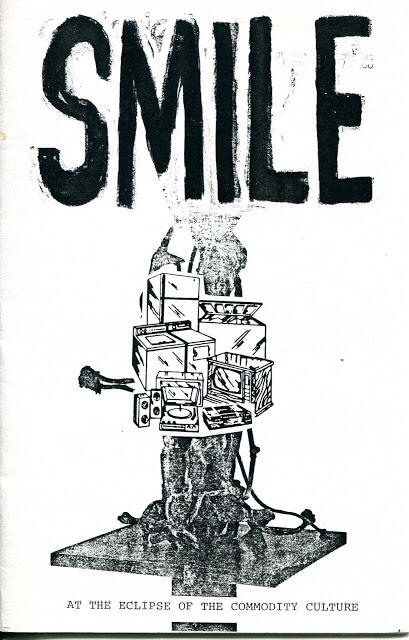 SMILE
AT THE ECLIPSE OF THE COMMODITY CULTURE